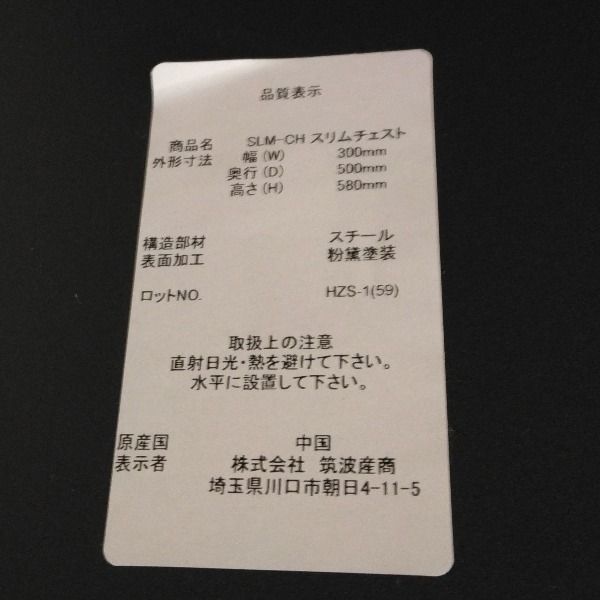 品質表示
商品名 SLM-CH スリムチェスト
外形寸法 幅(W) 300mm
奥行(D) 500mm
高さ(H) 580mm
構造部材 スチール
表面加工 粉黛塗装
ロットNO. HZS-1(59)
取扱上の注意
直射日光・熱を避けて下さい。
水平に設置して下さい。
原産国 中国
表示者 株式会社 筑波産商
埼玉県川口市朝日4-11-5